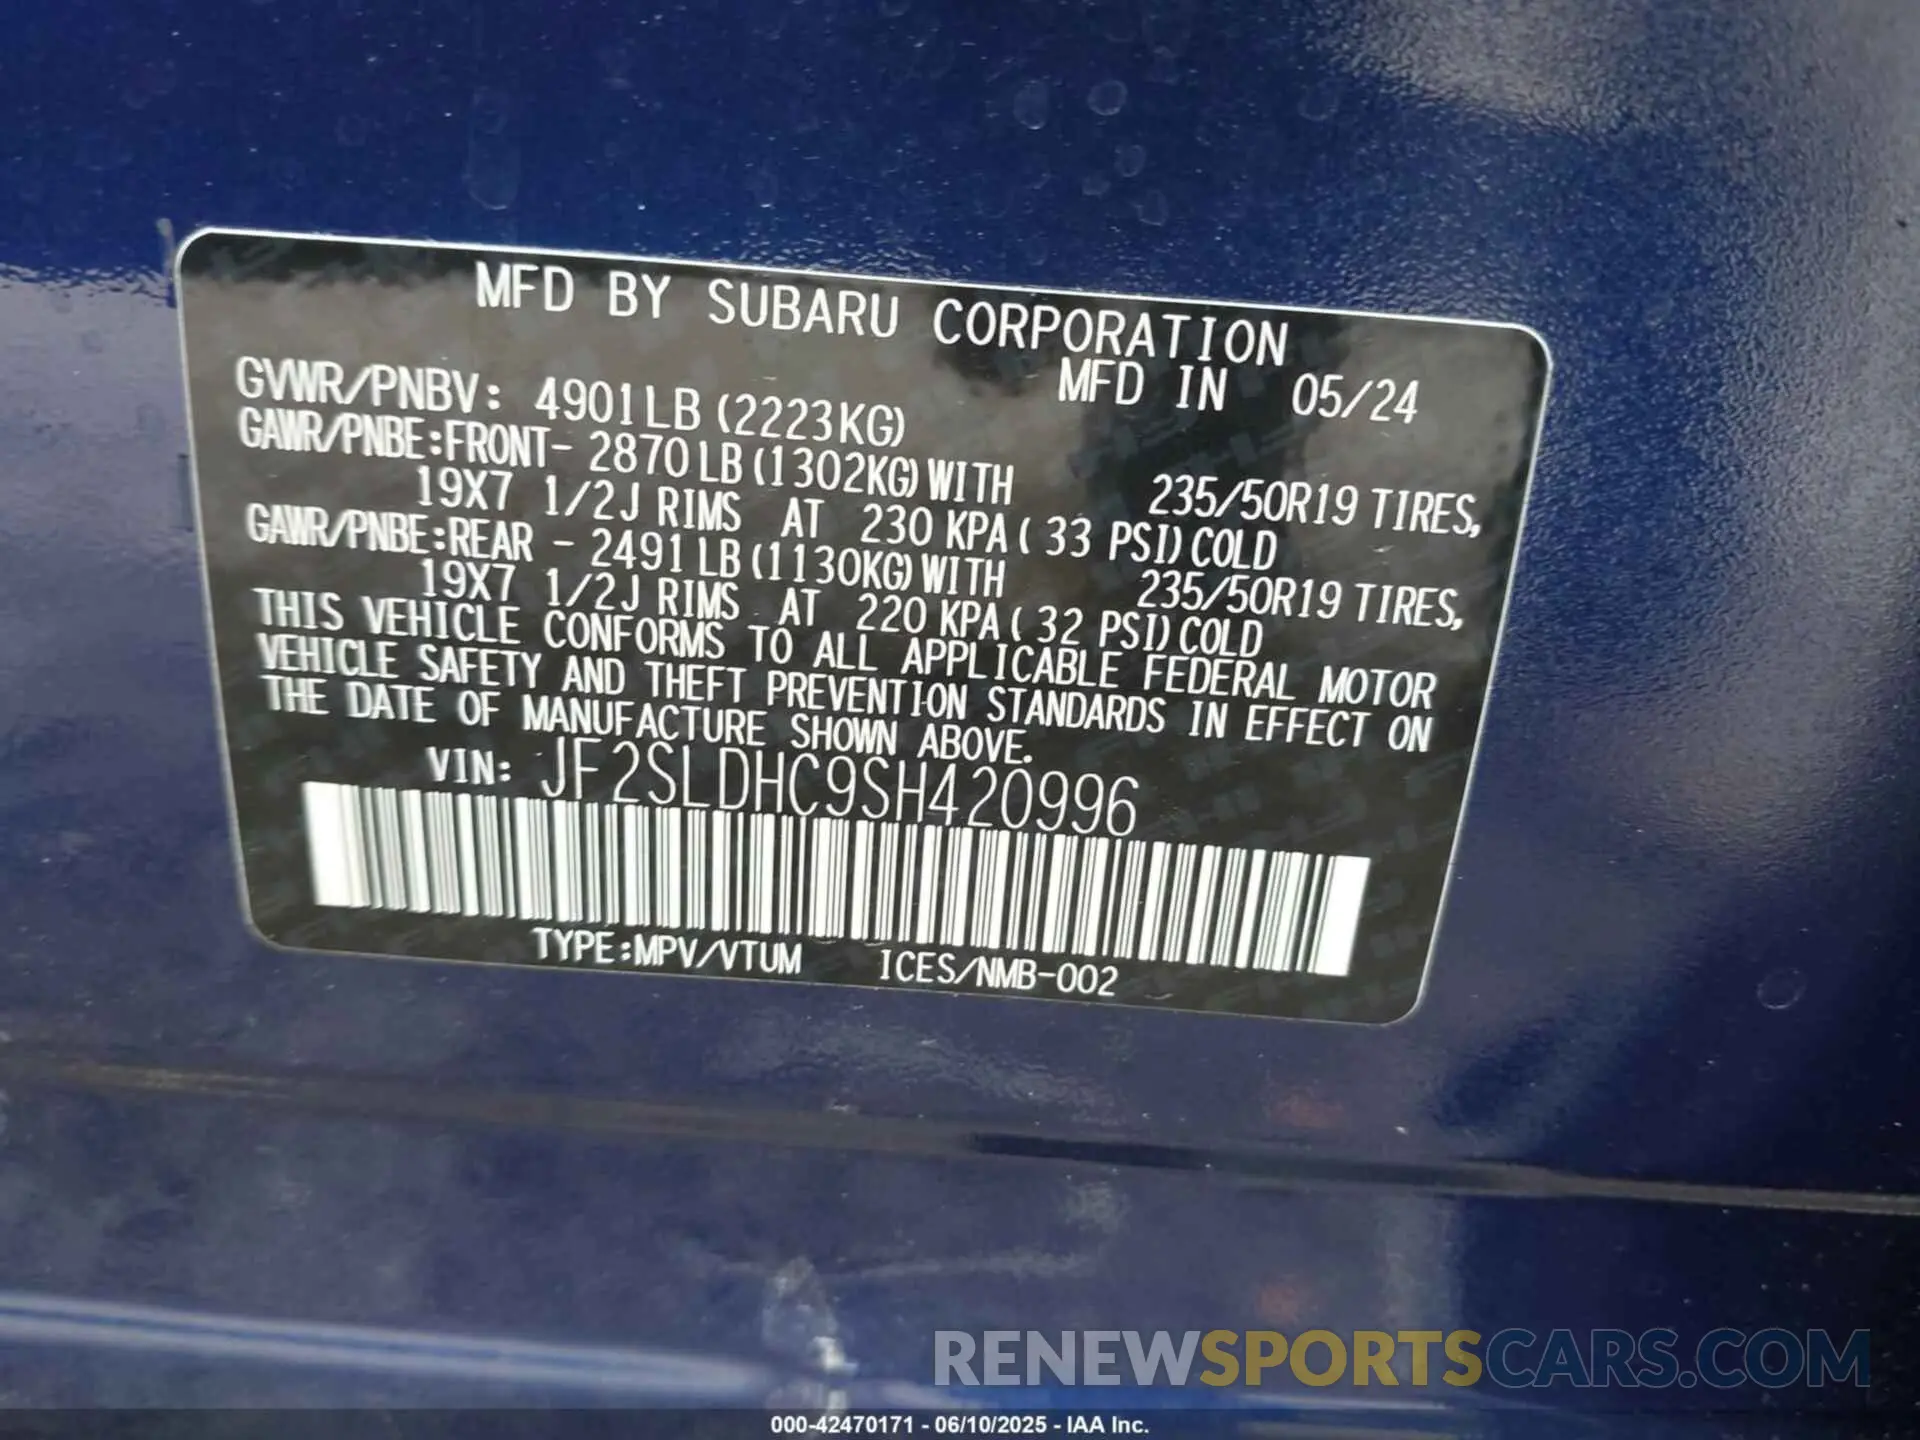 MFD BY SUBARU CORPORATION
MFD IN 05/24
GVWR/PNBV: 4901LB (2223KG)
GAWR/PNBE:FRONT- 2870LB (1302KG) WITH 235/50R19 TIRES,
19X7 1/2J RIMS AT 230 KPA ( 33 PSI) COLD
GAWR/PNBE:REAR - 2491LB (1130KG) WITH 235/50R19 TIRES,
19X7 1/2J RIMS AT 220 KPA ( 32 PSI) COLD
THIS VEHICLE CONFORMS TO ALL APPLICABLE FEDERAL MOTOR
VEHICLE SAFETY AND THEFT PREVENTION STANDARDS IN EFFECT ON
THE DATE OF MANUFACTURE SHOWN ABOVE.
VIN: JF2SLDHC9SH420996
TYPE:MPV/VTUM ICES/NMB-002
RENEWSPORTSCARS.COM
000-42470171 - 06/10/2025 - IAA Inc.